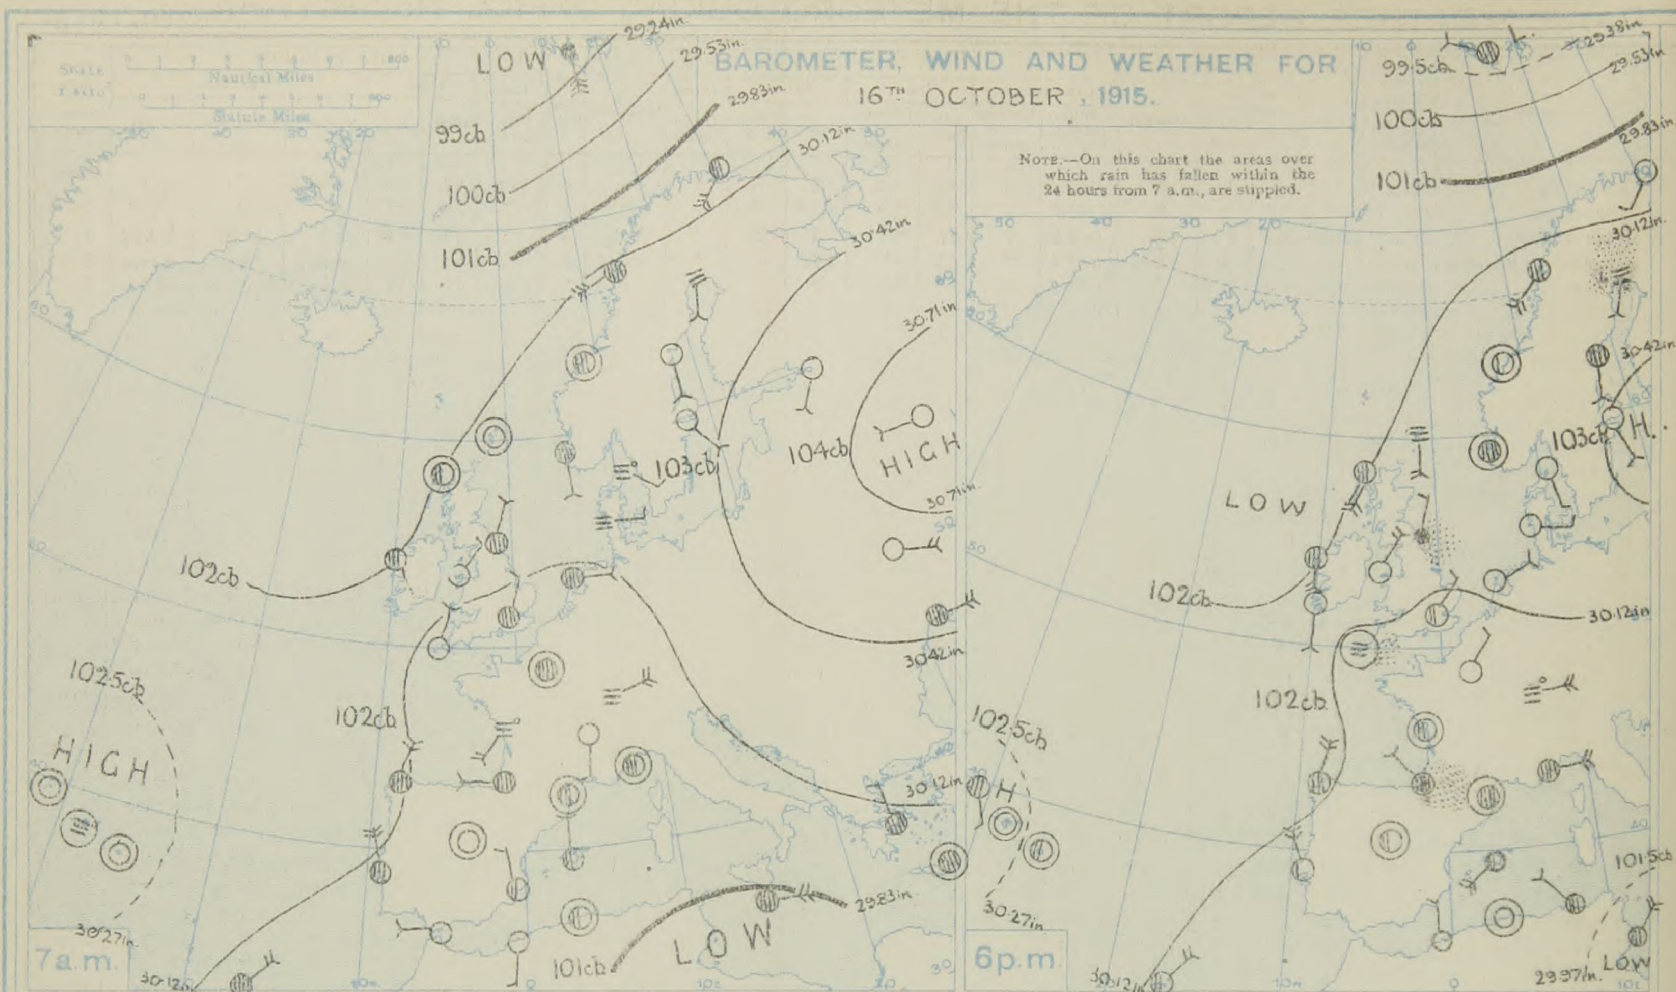 BAROMETER, WIND AND WEATHER FOR
16TH OCTOBER, 1915.
Nautical Miles
Statute Miles
NOTE.—On this chart the areas over
which rain has fallen within the
24 hours from 7 a.m., are stippled.
LOW
29.24in.
29.53in.
29.83in.
30.12in.
99cb
100cb
101cb
30.42in
30.71in
103cb
104cb
HIGH
30.71in.
102cb
30.42in
102.5cb
HIGH
102cb
30.12in
30.27in.
29.83in.
LOW
101cb
30.12in
7a.m.
99.5cb
29.38in
29.53in.
100cb
29.83in
101cb
30.12in.
30.42in
103cb
H.
LOW
102cb
30.12in
102cb
102.5cb
H
30.27in
101.5cb
LOW
29.97in.
30.12in
6p.m.